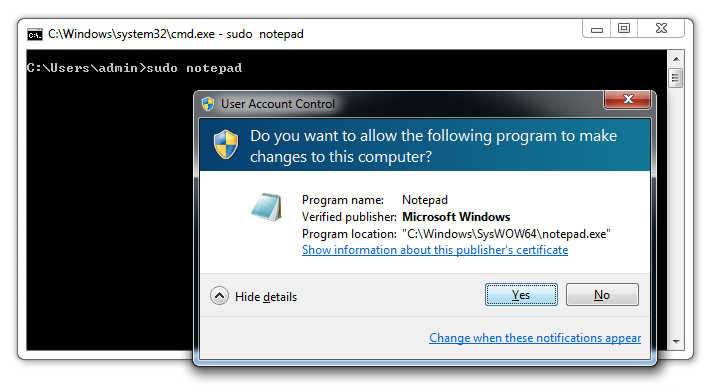 C:\Windows\system32\cmd.exe - sudo  notepad
C:\Users\admin>sudo notepad
User Account Control
Do you want to allow the following program to make
changes to this computer?
Program name: Notepad
Verified publisher: Microsoft Windows
Program location: "C:\Windows\SysWOW64\notepad.exe"
Show information about this publisher's certificate
Hide details
Yes
No
Change when these notifications appear